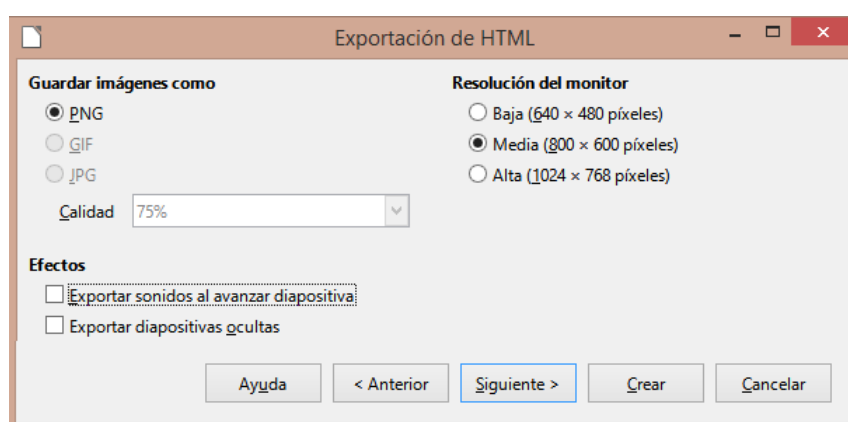 Exportación de HTML
Guardar imágenes como
PNG
GIF
JPG
Calidad 75%
Resolución del monitor
Baja (640 × 480 píxeles)
Media (800 × 600 píxeles)
Alta (1024 × 768 píxeles)
Efectos
Exportar sonidos al avanzar diapositiva
Exportar diapositivas ocultas
Ayuda < Anterior Siguiente > Crear Cancelar